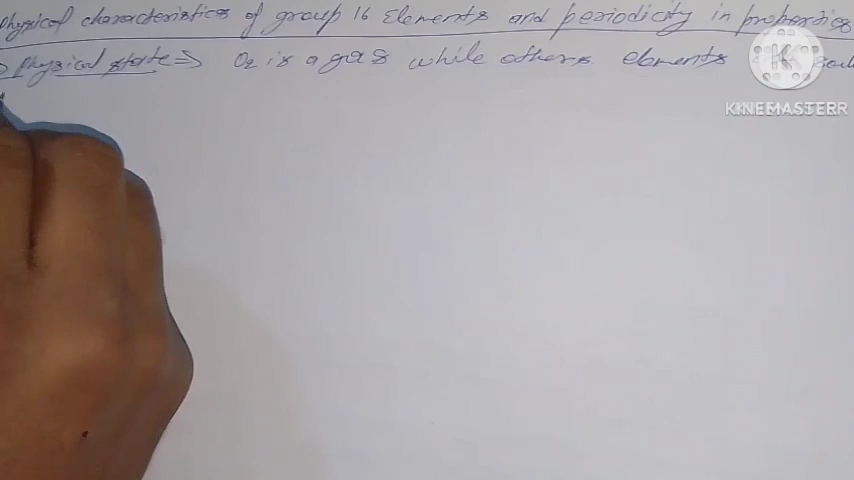 Physical characteristics of group 16 Elements and periodicity in properties
Physical state => O2 is a gas while others elements
KINEMASTERR